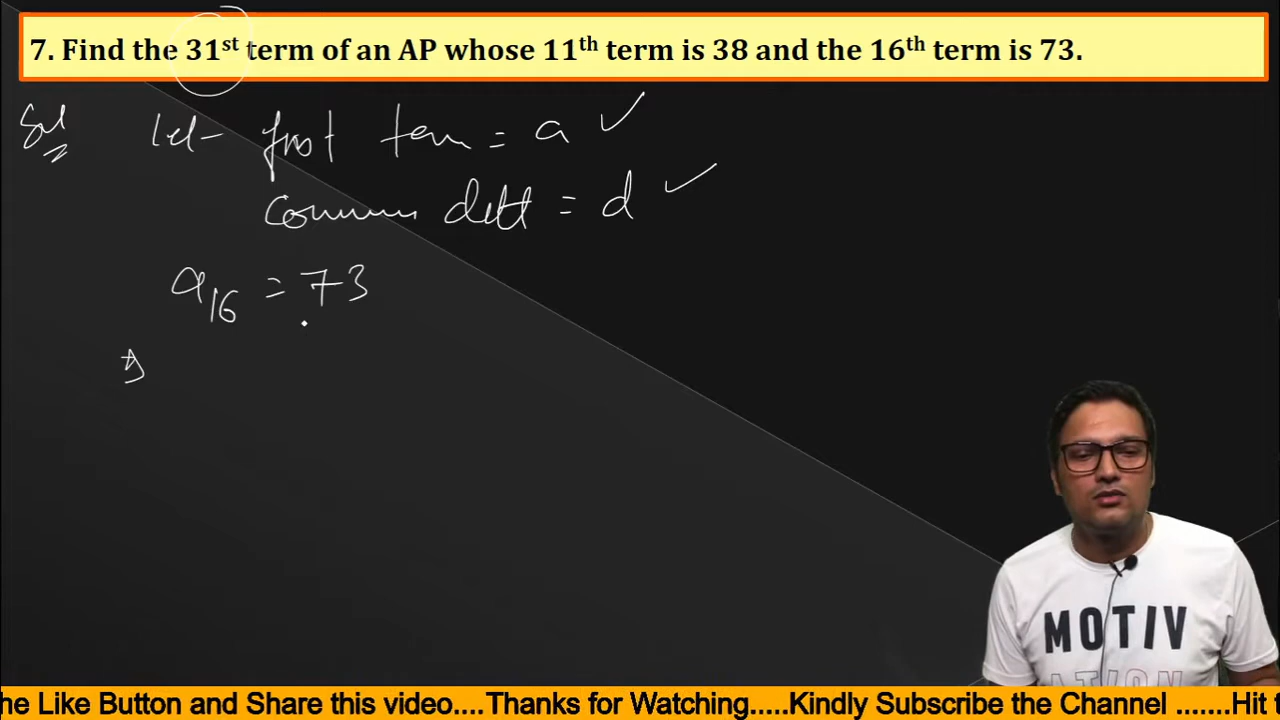 7. Find the 31st term of an AP whose 11th term is 38 and the 16th term is 73.
Sol
let first term = a ✓
common diff = d ✓
a16 = 73
⇒
MOTIV
ATION
he Like Button and Share this video....Thanks for Watching.....Kindly Subscribe the Channel .......Hit t